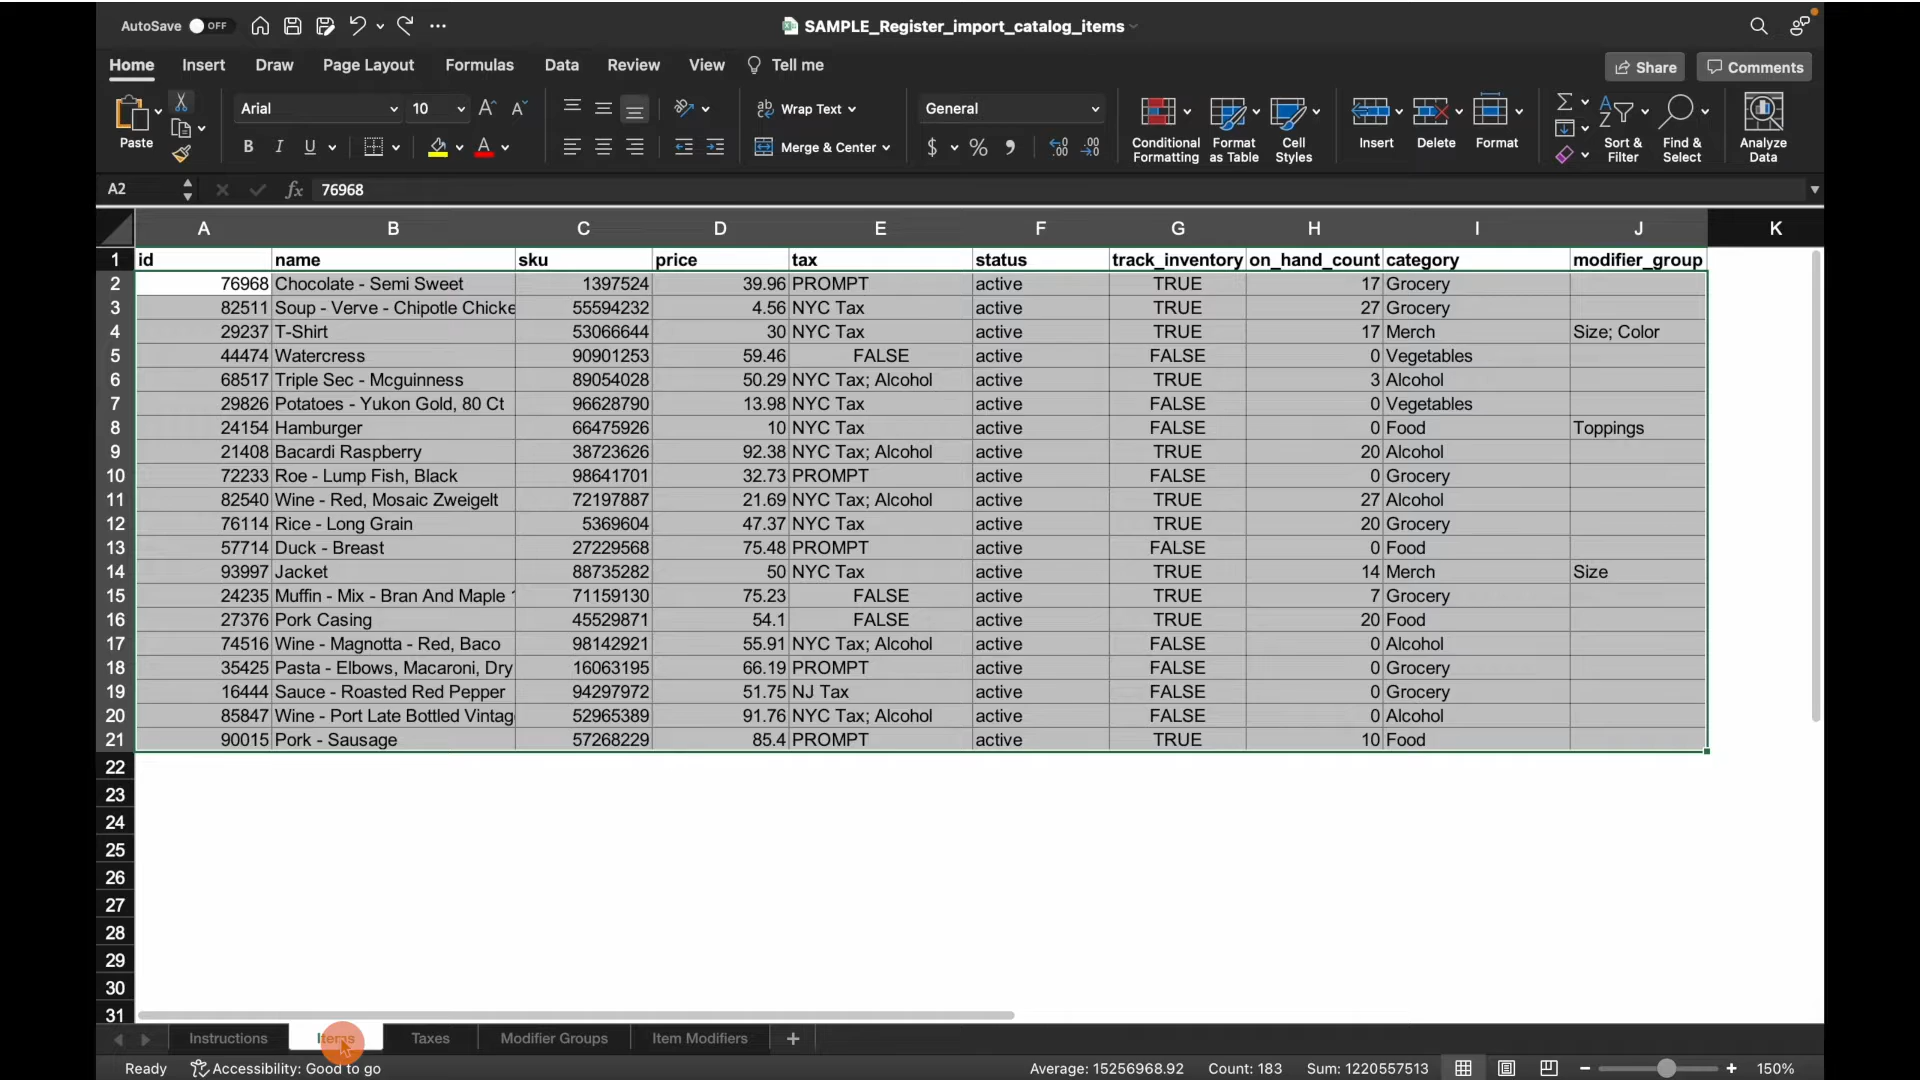 AutoSave OFF SAMPLE_Register_import_catalog_items
Home Insert Draw Page Layout Formulas Data Review View Tell me Share Comments
Paste Arial 10 Wrap Text General
B I U Merge & Center $ % Conditional Formatting Format as Table Cell Styles Insert Delete Format Sort & Filter Find & Select Analyze Data
A2 fx 76968
A B C D E F G H I J K
1 id name sku price tax status track_inventory on_hand_count category modifier_group
2 76968 Chocolate - Semi Sweet 1397524 39.96 PROMPT active TRUE 17 Grocery
3 82511 Soup - Verve - Chipotle Chicke 55594232 4.56 NYC Tax active TRUE 27 Grocery
4 29237 T-Shirt 53066644 30 NYC Tax active TRUE 17 Merch Size; Color
5 44474 Watercress 90901253 59.46 FALSE active FALSE 0 Vegetables
6 68517 Triple Sec - Mcguinness 89054028 50.29 NYC Tax; Alcohol active TRUE 3 Alcohol
7 29826 Potatoes - Yukon Gold, 80 Ct 96628790 13.98 NYC Tax active FALSE 0 Vegetables
8 24154 Hamburger 66475926 10 NYC Tax active FALSE 0 Food Toppings
9 21408 Bacardi Raspberry 38723626 92.38 NYC Tax; Alcohol active TRUE 20 Alcohol
10 72233 Roe - Lump Fish, Black 98641701 32.73 PROMPT active FALSE 0 Grocery
11 82540 Wine - Red, Mosaic Zweigelt 72197887 21.69 NYC Tax; Alcohol active TRUE 27 Alcohol
12 76114 Rice - Long Grain 5369604 47.37 NYC Tax active TRUE 20 Grocery
13 57714 Duck - Breast 27229568 75.48 PROMPT active FALSE 0 Food
14 93997 Jacket 88735282 50 NYC Tax active TRUE 14 Merch Size
15 24235 Muffin - Mix - Bran And Maple 71159130 75.23 FALSE active TRUE 7 Grocery
16 27376 Pork Casing 45529871 54.1 FALSE active TRUE 20 Food
17 74516 Wine - Magnotta - Red, Baco 98142921 55.91 NYC Tax; Alcohol active FALSE 0 Alcohol
18 35425 Pasta - Elbows, Macaroni, Dry 16063195 66.19 PROMPT active FALSE 0 Grocery
19 16444 Sauce - Roasted Red Pepper 94297972 51.75 NJ Tax active FALSE 0 Grocery
20 85847 Wine - Port Late Bottled Vintag 52965389 91.76 NYC Tax; Alcohol active FALSE 0 Alcohol
21 90015 Pork - Sausage 57268229 85.4 PROMPT active TRUE 10 Food
22
23
24
25
26
27
28
29
30
31
Instructions Items Taxes Modifier Groups Item Modifiers +
Ready Accessibility: Good to go Average: 15256968.92 Count: 183 Sum: 1220557513 150%